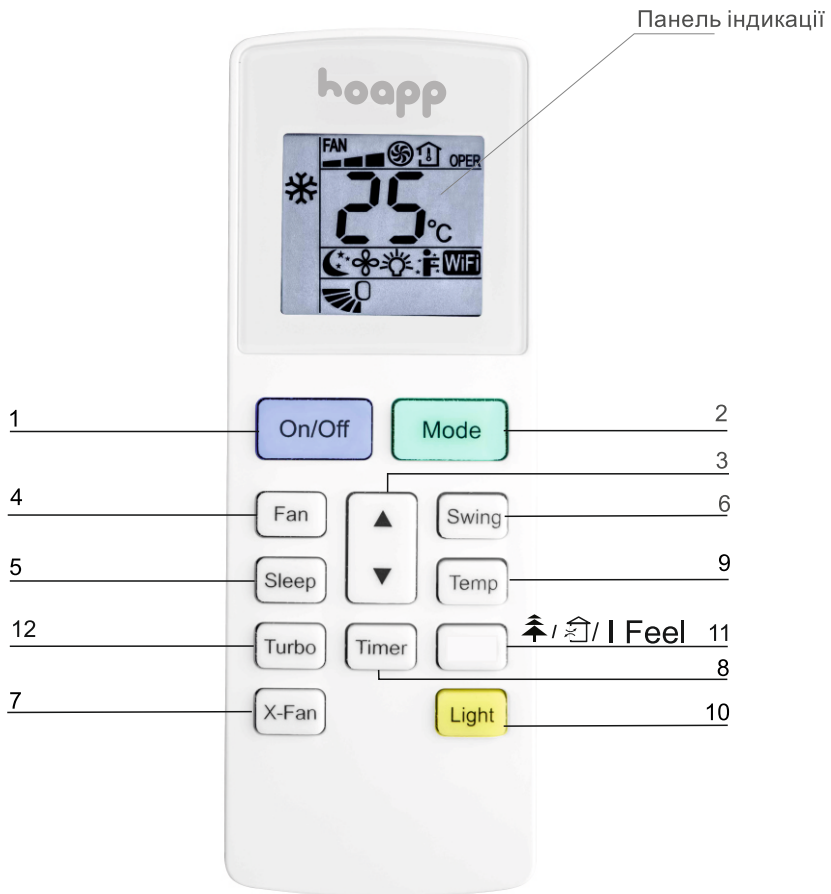 Панель індикації
hoapp
FAN
OPER
25°C
WiFi
1
On/Off
Mode
2
3
4
Fan
▲
Swing
6
5
Sleep
▼
Temp
9
12
Turbo
Timer
/ / I Feel 11
8
7
X-Fan
Light
10